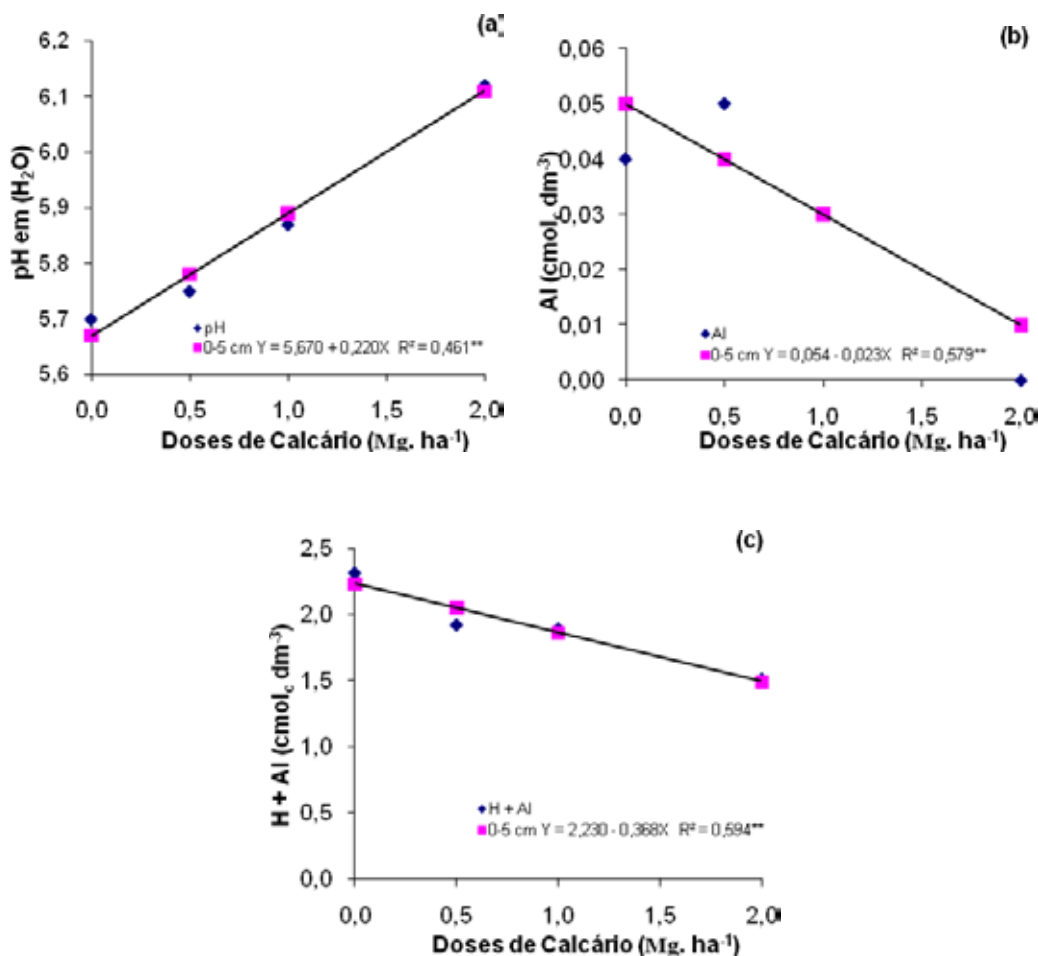 (a)
6,2
6,1
6,0
5,9
5,8
5,7
5,6
pH em (H₂O)
pH
0-5 cm Y = 5,670 + 0,220X R² = 0,461**
0,0 0,5 1,0 1,5 2,0
Doses de Calcário (Mg. ha⁻¹)
(b)
0,06
0,05
0,04
0,03
0,02
0,01
0,00
Al (cmolc dm⁻³)
Al
0-5 cm Y = 0,054 - 0,023X R² = 0,579**
0,0 0,5 1,0 1,5 2,0
Doses de Calcário (Mg. ha⁻¹)
(c)
2,5
2,0
1,5
1,0
0,5
0,0
H + Al (cmolc dm⁻³)
H + Al
0-5 cm Y = 2,230 - 0,368X R² = 0,594**
0,0 0,5 1,0 1,5 2,0
Doses de Calcário (Mg. ha⁻¹)